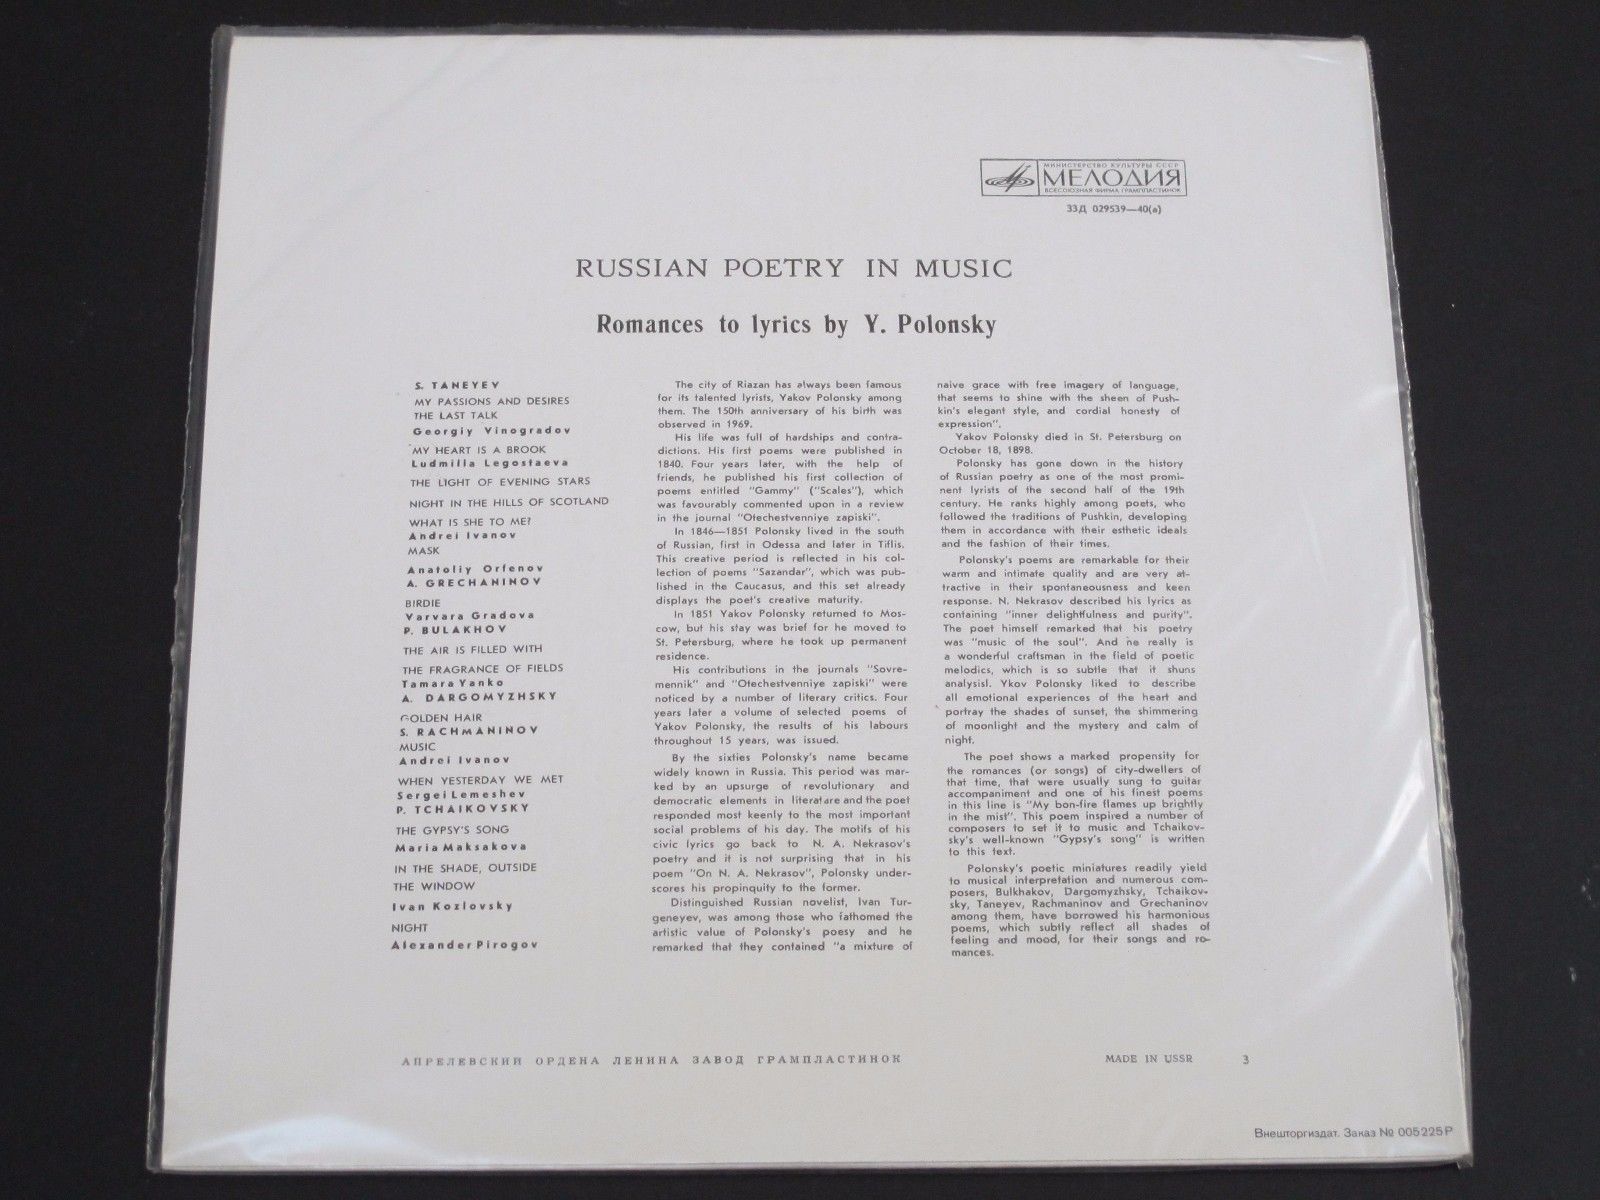 МИНИСТЕРСТВО КУЛЬТУРЫ СССР
МЕЛОДИЯ
ВСЕСОЮЗНАЯ ФИРМА ГРАМПЛАСТИНОК
33Д 029539—40(а)
RUSSIAN POETRY IN MUSIC
Romances to lyrics by Y. Polonsky
S. TANEYEV
MY PASSIONS AND DESIRES
THE LAST TALK
Georgiy Vinogradov
MY HEART IS A BROOK
Ludmilla Legostaeva
THE LIGHT OF EVENING STARS
NIGHT IN THE HILLS OF SCOTLAND
WHAT IS SHE TO ME?
Andrei Ivanov
MASK
Anatoliy Orfenov
A. GRECHANINOV
BIRDIE
Varvara Gradova
P. BULAKHOV
THE AIR IS FILLED WITH
THE FRAGRANCE OF FIELDS
Tamara Yanko
A. DARGOMYZHSKY
GOLDEN HAIR
S. RACHMANINOV
MUSIC
Andrei Ivanov
WHEN YESTERDAY WE MET
Sergei Lemeshev
P. TCHAIKOVSKY
THE GYPSY'S SONG
Maria Maksakova
IN THE SHADE, OUTSIDE
THE WINDOW
Ivan Kozlovsky
NIGHT
Alexander Pirogov
The city of Riazan has always been famous
for its talented lyrists, Yakov Polonsky among
them. The 150th anniversary of his birth was
observed in 1969.
His life was full of hardships and contra-
dictions. His first poems were published in
1840. Four years later, with the help of
friends, he published his first collection of
poems entitled "Gammy" ("Scales"), which
was favourably commented upon in a review
in the journal "Otechestvenniye zapiski".
In 1846—1851 Polonsky lived in the south
of Russian, first in Odessa and later in Tiflis.
This creative period is reflected in his col-
lection of poems "Sazandar", which was pub-
lished in the Caucasus, and this set already
displays the poet's creative maturity.
In 1851 Yakov Polonsky returned to Mos-
cow, but his stay was brief for he moved to
St. Petersburg, where he took up permanent
residence.
His contributions in the journals "Sovre-
mennik" and "Otechestvenniye zapiski" were
noticed by a number of literary critics. Four
years later a volume of selected poems of
Yakov Polonsky, the results of his labours
throughout 15 years, was issued.
By the sixties Polonsky's name became
widely known in Russia. This period was mar-
ked by an upsurge of revolutionary and
democratic elements in literature and the poet
responded most keenly to the most important
social problems of his day. The motifs of his
civic lyrics go back to N. A. Nekrasov's
poetry and it is not surprising that in his
poem "On N. A. Nekrasov", Polonsky under-
scores his propinquity to the former.
Distinguished Russian novelist, Ivan Tur-
geneyev, was among those who fathomed the
artistic value of Polonsky's poesy and he
remarked that they contained "a mixture of
naive grace with free imagery of language,
that seems to shine with the sheen of Push-
kin's elegant style, and cordial honesty of
expression".
Yakov Polonsky died in St. Petersburg on
October 18, 1898.
Polonsky has gone down in the history
of Russian poetry as one of the most promi-
nent lyrists of the second half of the 19th
century. He ranks highly among poets, who
followed the traditions of Pushkin, developing
them in accordance with their esthetic ideals
and the fashion of their times.
Polonsky's poems are remarkable for their
warm and intimate quality and are very at-
tractive in their spontaneousness and keen
response. N. Nekrasov described his lyrics as
containing "inner delightfulness and purity".
The poet himself remarked that his poetry
was "music of the soul". And he really is
a wonderful craftsman in the field of poetic
melodics, which is so subtle that it shuns
analysisl. Ykov Polonsky liked to describe
all emotional experiences of the heart and
portray the shades of sunset, the shimmering
of moonlight and the mystery and calm of
night.
The poet shows a marked propensity for
the romances (or songs) of city-dwellers of
that time, that were usually sung to guitar
accompaniment and one of his finest poems
in this line is "My bon-fire flames up brightly
in the mist". This poem inspired a number of
composers to set it to music and Tchaikov-
sky's well-known "Gypsy's song" is written
to this text.
Polonsky's poetic miniatures readily yield
to musical interpretation and numerous com-
posers, Bulkhakov, Dargomyzhsky, Tchaikov-
sky, Taneyev, Rachmaninov and Grechaninov
among them, have borrowed his harmonious
poems, which subtly reflect all shades of
feeling and mood, for their songs and ro-
mances.
АПРЕЛЕВСКИЙ ОРДЕНА ЛЕНИНА ЗАВОД ГРАМПЛАСТИНОК
MADE IN USSR
3
Внешторгиздат. Заказ № 005225Р